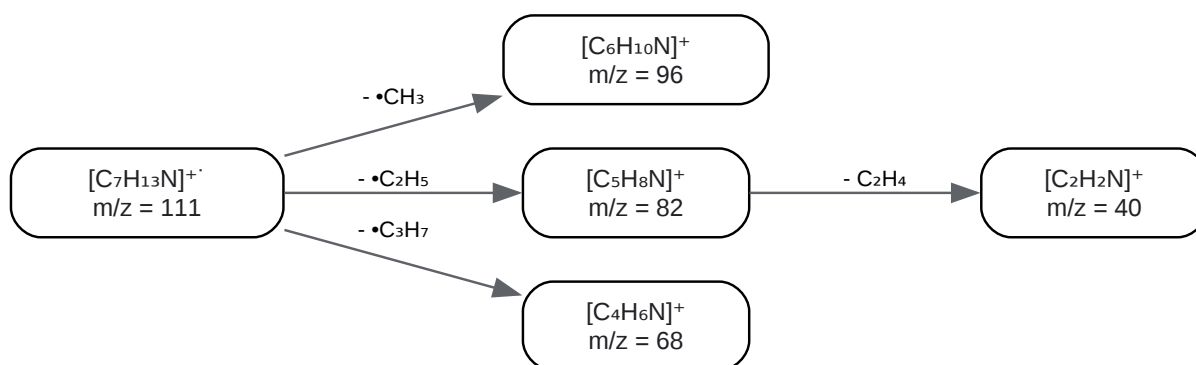 [C₆H₁₀N]⁺
m/z = 96
- •CH₃
[C₇H₁₃N]⁺˙
m/z = 111
- •C₂H₅
[C₅H₈N]⁺
m/z = 82
- C₂H₄
[C₂H₂N]⁺
m/z = 40
- •C₃H₇
[C₄H₆N]⁺
m/z = 68